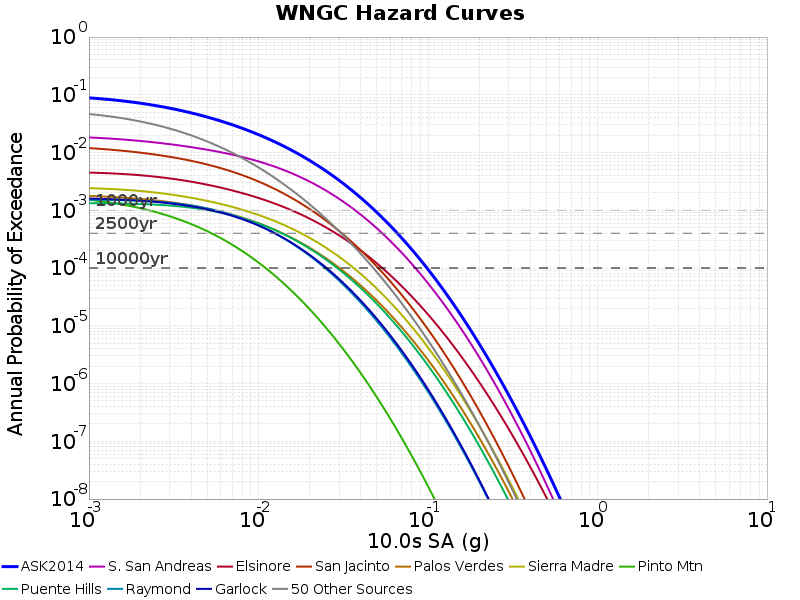 WNGC Hazard Curves
Annual Probability of Exceedance
10^0
10^-1
10^-2
10^-3
10^-4
10^-5
10^-6
10^-7
10^-8
1000yr
2500yr
10000yr
10^-3 10^-2 10^-1 10^0 10^1
10.0s SA (g)
ASK2014 S. San Andreas Elsinore San Jacinto Palos Verdes Sierra Madre Pinto Mtn
Puente Hills Raymond Garlock 50 Other Sources